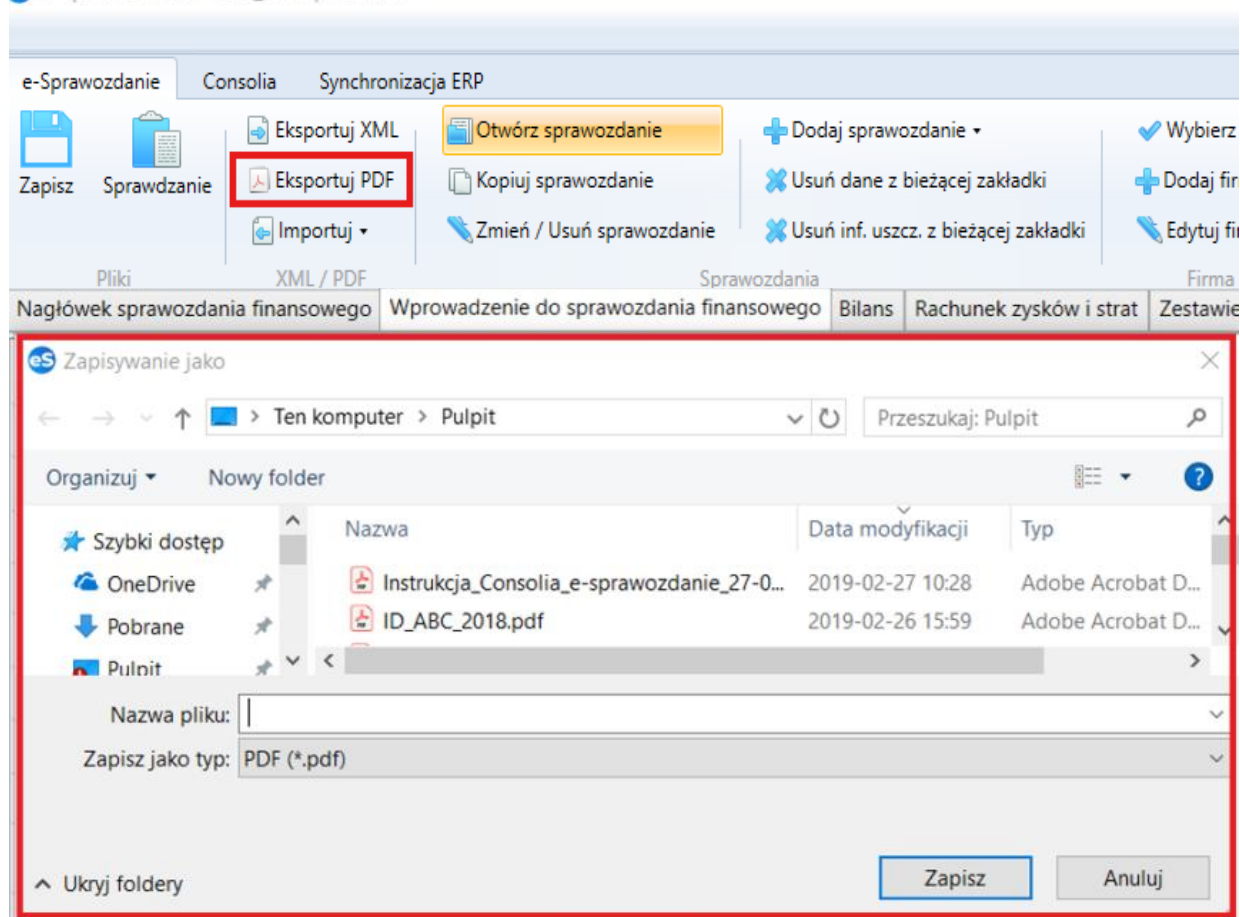 e-Sprawozdanie Consolia Synchronizacja ERP
Eksportuj XML Otwórz sprawozdanie Dodaj sprawozdanie Wybierz
Zapisz Sprawdzanie Eksportuj PDF Kopiuj sprawozdanie Usuń dane z bieżącej zakładki Dodaj fir
Importuj Zmień / Usuń sprawozdanie Usuń inf. uszcz. z bieżącej zakładki Edytuj fi
Pliki XML / PDF Sprawozdania Firma
Nagłówek sprawozdania finansowego Wprowadzenie do sprawozdania finansowego Bilans Rachunek zysków i strat Zestawie
eS Zapisywanie jako
Ten komputer > Pulpit Przeszukaj: Pulpit
Organizuj Nowy folder
Szybki dostęp Nazwa Data modyfikacji Typ
OneDrive Instrukcja_Consolia_e-sprawozdanie_27-0... 2019-02-27 10:28 Adobe Acrobat D...
Pobrane ID_ABC_2018.pdf 2019-02-26 15:59 Adobe Acrobat D...
Pulpit
Nazwa pliku:
Zapisz jako typ: PDF (*.pdf)
Ukryj foldery Zapisz Anuluj